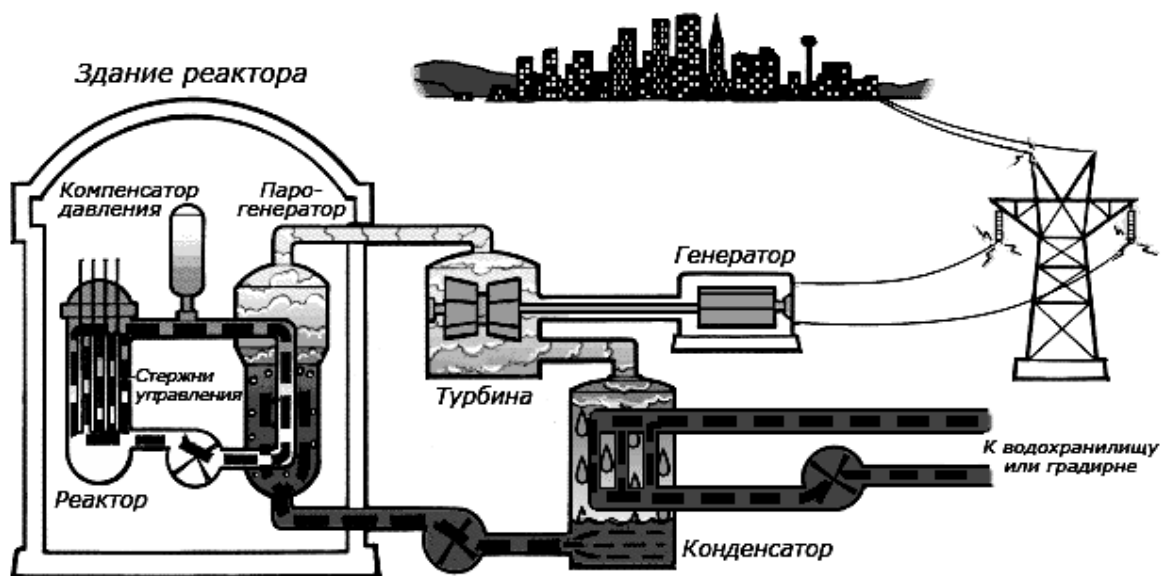 Здание реактора
Компенсатор
давления
Паро-
генератор
Генератор
Стержни
управления
Турбина
К водохранилищу
или градирне
Реактор
Конденсатор